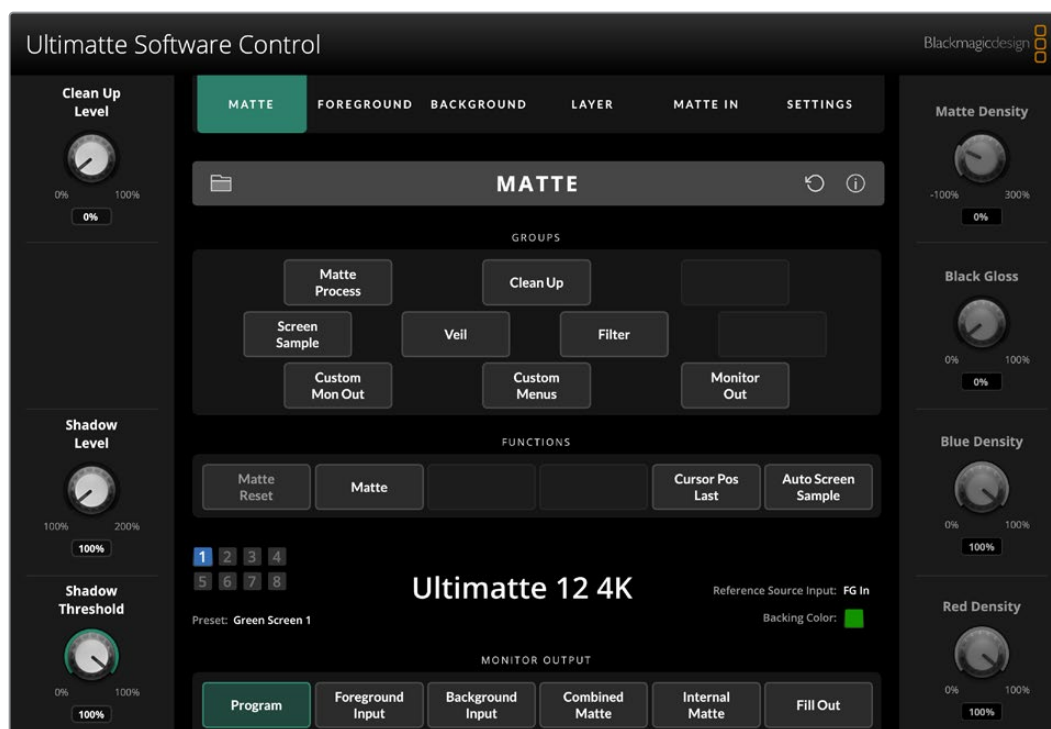 Ultimatte Software Control
Blackmagicdesign
Clean Up
Level
0% 100%
0%
Shadow
Level
100% 200%
100%
Shadow
Threshold
0% 100%
100%
MATTE FOREGROUND BACKGROUND LAYER MATTE IN SETTINGS
MATTE
GROUPS
Matte
Process
Clean Up
Screen
Sample
Veil
Filter
Custom
Mon Out
Custom
Menus
Monitor
Out
FUNCTIONS
Matte
Reset
Matte
Cursor Pos
Last
Auto Screen
Sample
1 2 3 4
5 6 7 8
Preset: Green Screen 1
Ultimatte 12 4K
Reference Source Input: FG In
Backing Color:
MONITOR OUTPUT
Program
Foreground
Input
Background
Input
Combined
Matte
Internal
Matte
Fill Out
Matte Density
-100% 300%
0%
Black Gloss
0% 100%
0%
Blue Density
0% 100%
100%
Red Density
0% 100%
100%